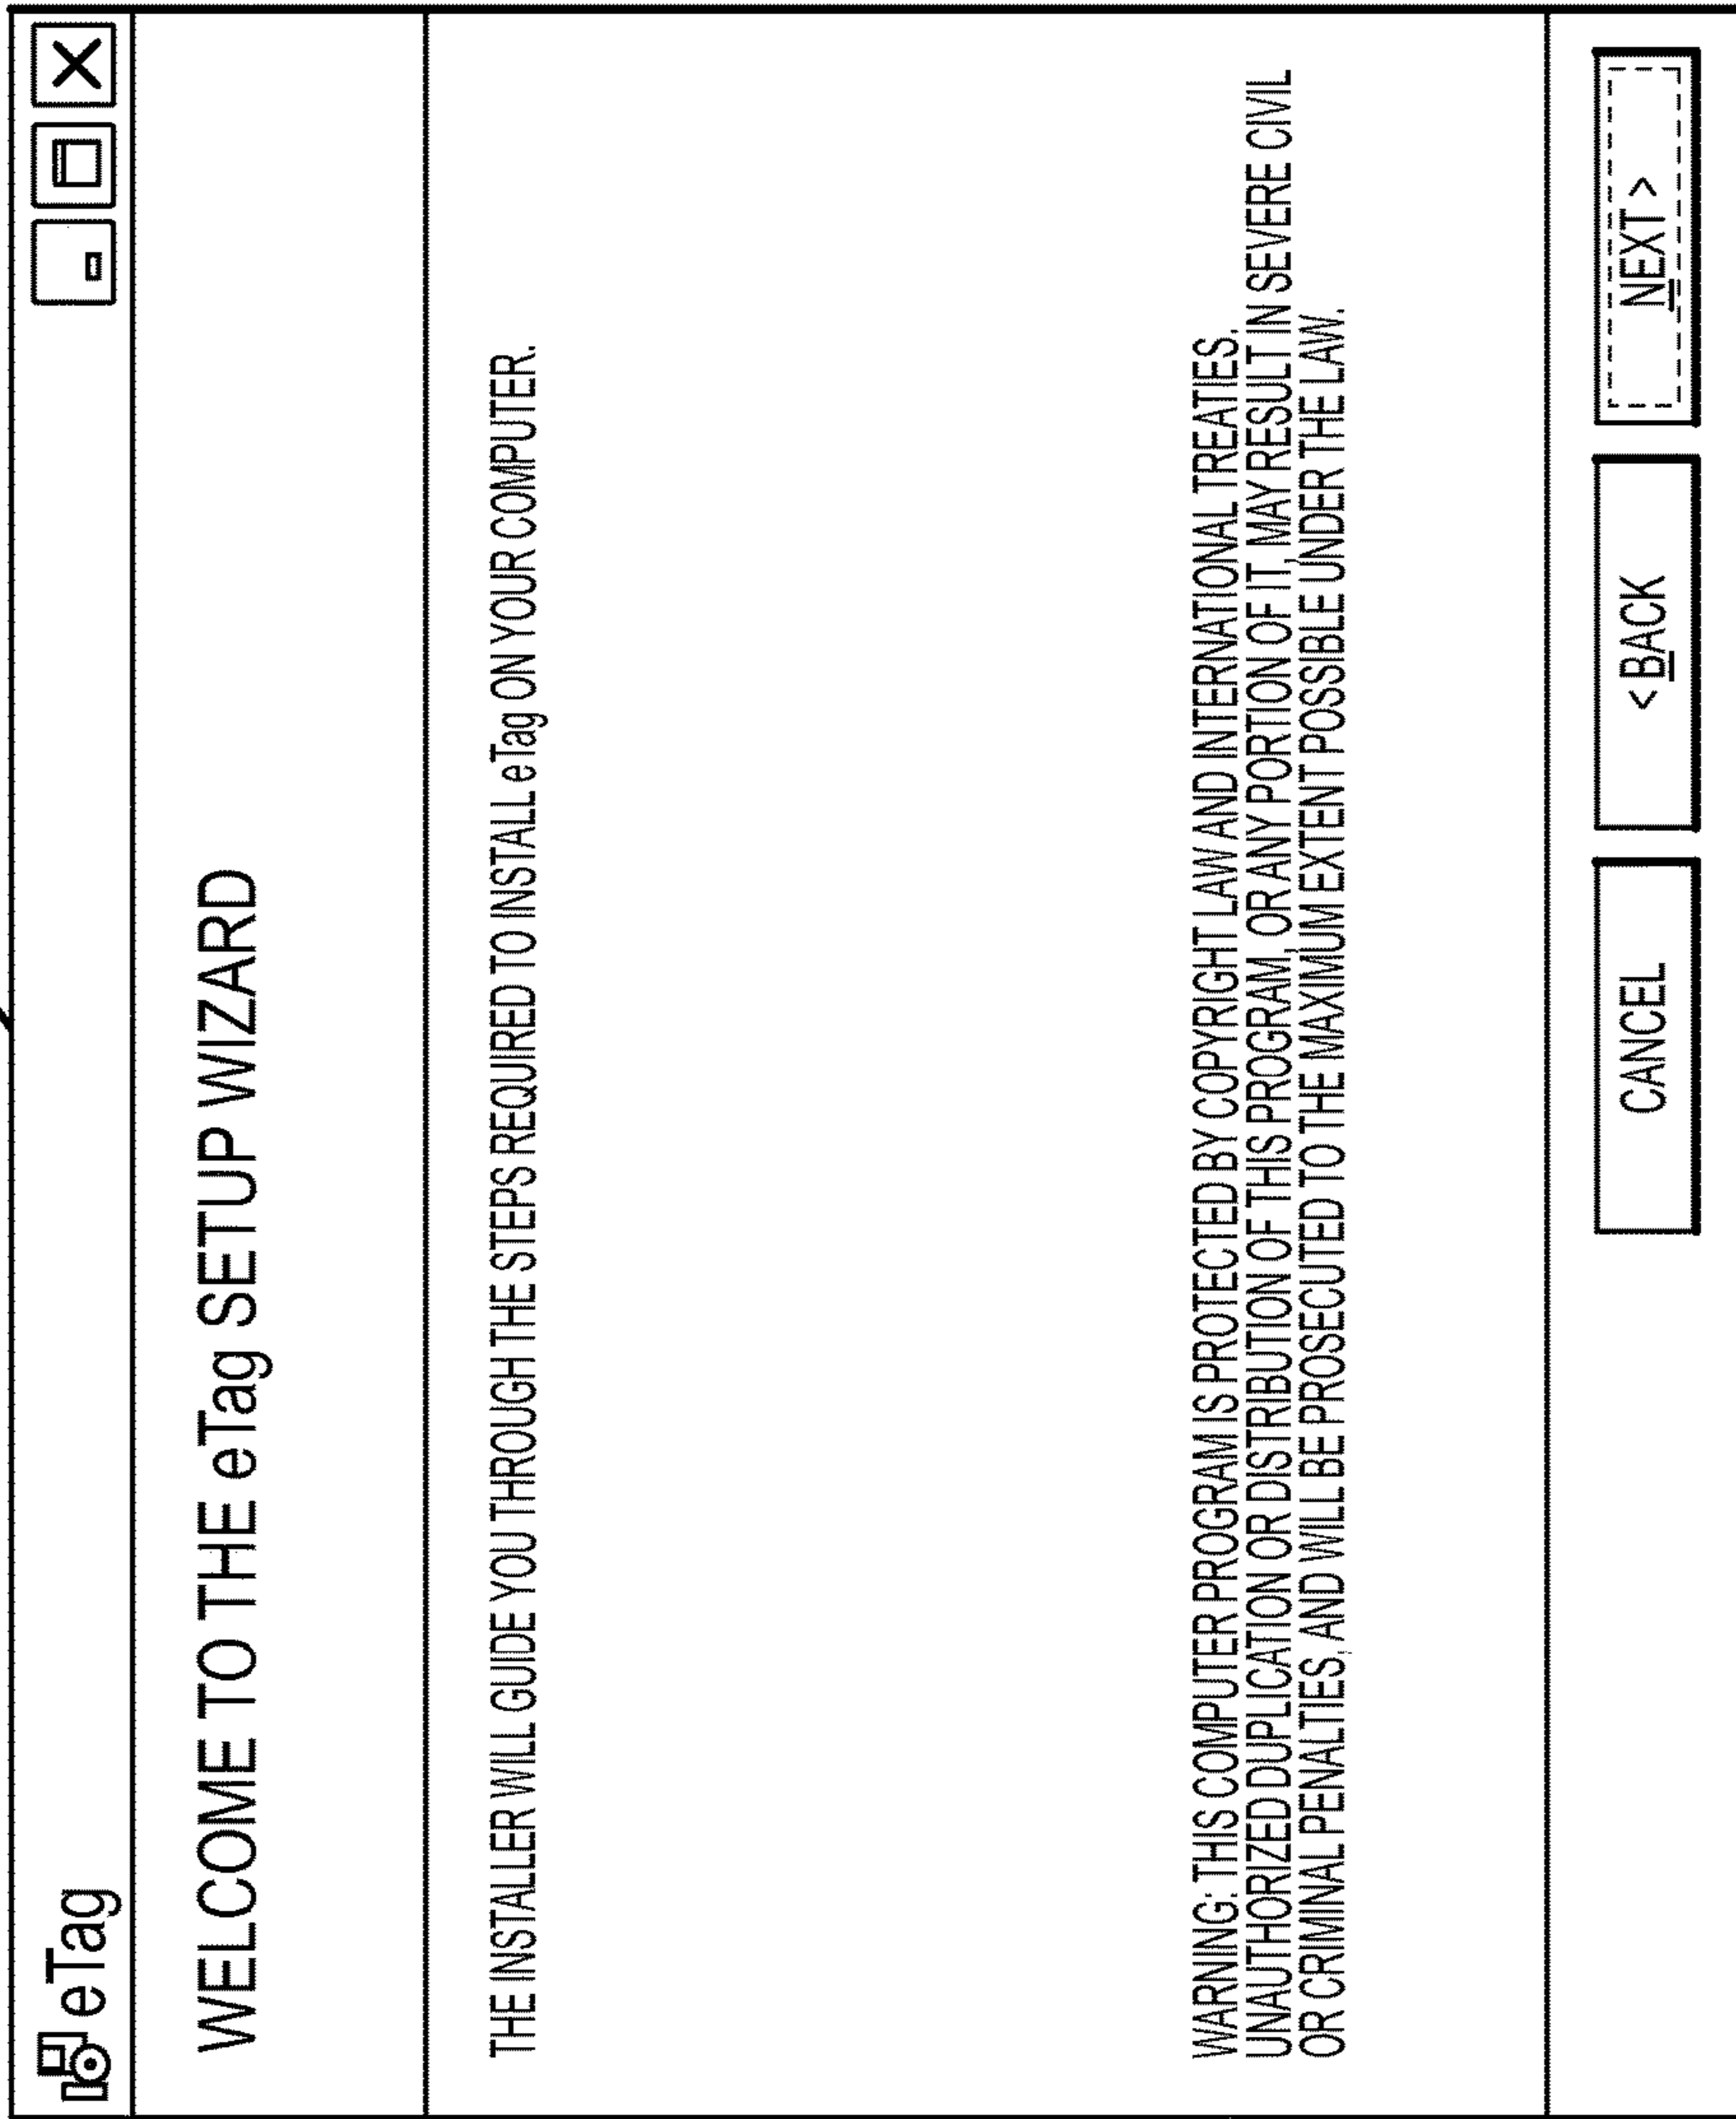 eTag
WELCOME TO THE eTag SETUP WIZARD
THE INSTALLER WILL GUIDE YOU THROUGH THE STEPS REQUIRED TO INSTALL eTag ON YOUR COMPUTER.
WARNING: THIS COMPUTER PROGRAM IS PROTECTED BY COPYRIGHT LAW AND INTERNATIONAL TREATIES.
UNAUTHORIZED DUPLICATION OR DISTRIBUTION OF THIS PROGRAM, OR ANY PORTION OF IT, MAY RESULT IN SEVERE CIVIL
OR CRIMINAL PENALTIES, AND WILL BE PROSECUTED TO THE MAXIMUM EXTENT POSSIBLE UNDER THE LAW.
CANCEL
< BACK
NEXT >